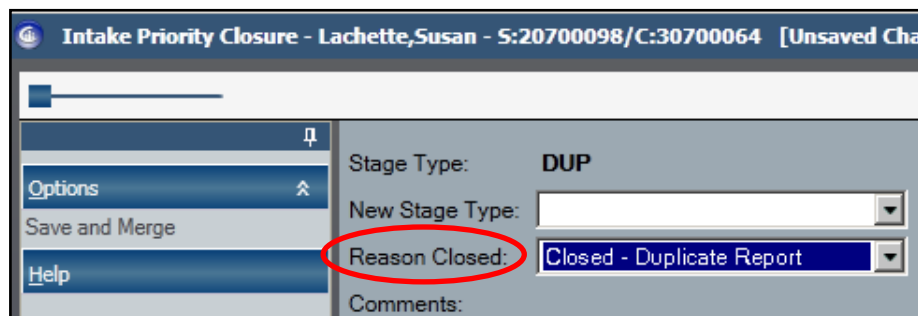 Intake Priority Closure - Lachette,Susan - S:20700098/C:30700064 [Unsaved Cha
Options
Save and Merge
Help
Stage Type: DUP
New Stage Type:
Reason Closed: Closed - Duplicate Report
Comments: